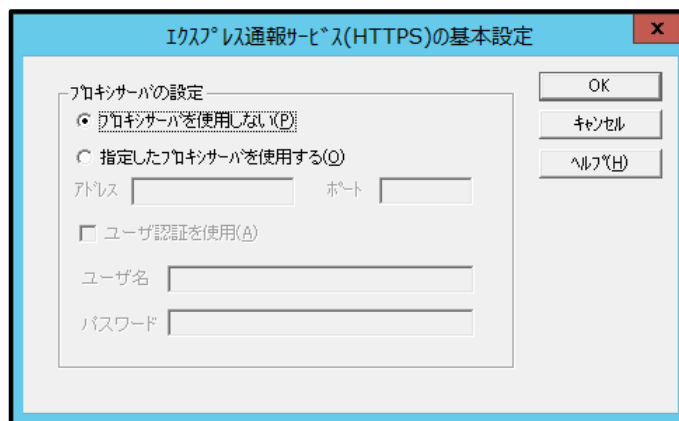 ｴｸｽﾌﾟﾚｽ通報ｻｰﾋﾞｽ(HTTPS)の基本設定
x
ﾌﾟﾛｷｼｻｰﾊﾞの設定
ﾌﾟﾛｷｼｻｰﾊﾞを使用しない(P)
指定したﾌﾟﾛｷｼｻｰﾊﾞを使用する(O)
ｱﾄﾞﾚｽ ﾎﾟｰﾄ
ユーザ認証を使用(A)
ユーザ名
パスワード
OK
ｷｬﾝｾﾙ
ﾍﾙﾌﾟ(H)